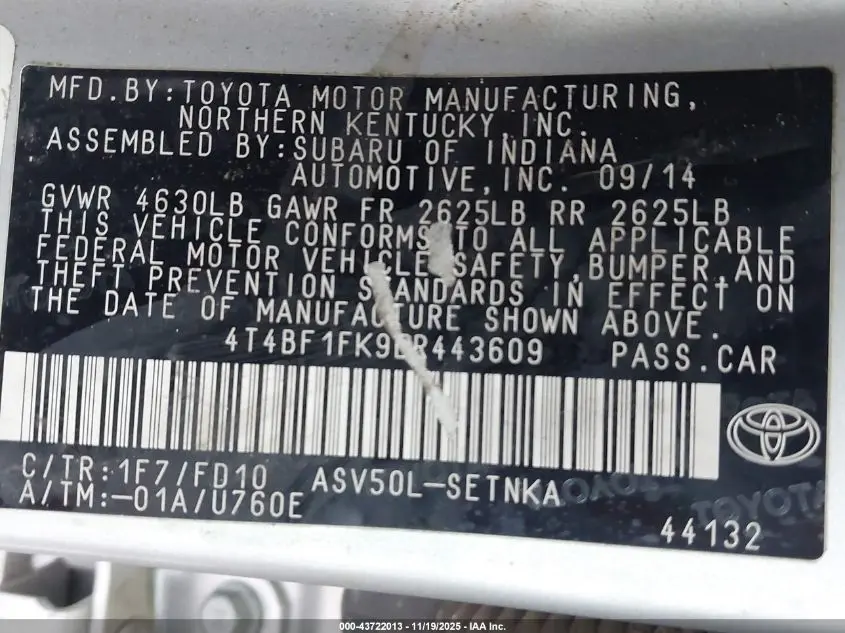 MFD.BY:TOYOTA MOTOR MANUFACTURING,
NORTHERN KENTUCKY,INC.
ASSEMBLED BY:SUBARU OF INDIANA
AUTOMOTIVE,INC. 09/14
GVWR 4630LB GAWR FR 2625LB RR 2625LB
THIS VEHICLE CONFORMS TO ALL APPLICABLE
FEDERAL MOTOR VEHICLE SAFETY,BUMPER,AND
THEFT PREVENTION STANDARDS IN EFFECT ON
THE DATE OF MANUFACTURE SHOWN ABOVE.
PASS.CAR
C/TR:1F7/FD10 ASV50L-SETNKA
A/TM:-01A/U760E
TOYOTA
44132
000-43722013 - 11/19/2025 - IAA Inc.